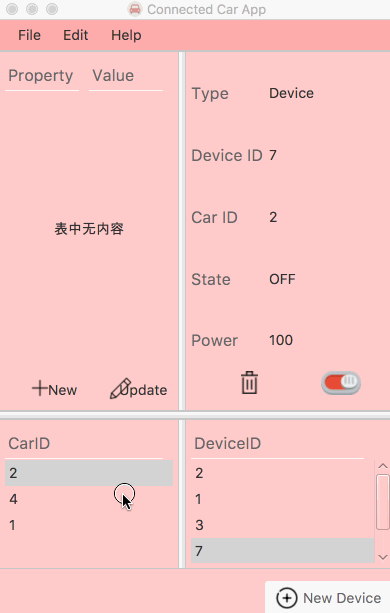 Connected Car App
File Edit Help
Property Value
表中无内容
New Update
Type Device
Device ID 7
Car ID 2
State OFF
Power 100
CarID
2
4
1
DeviceID
2
1
3
7
New Device